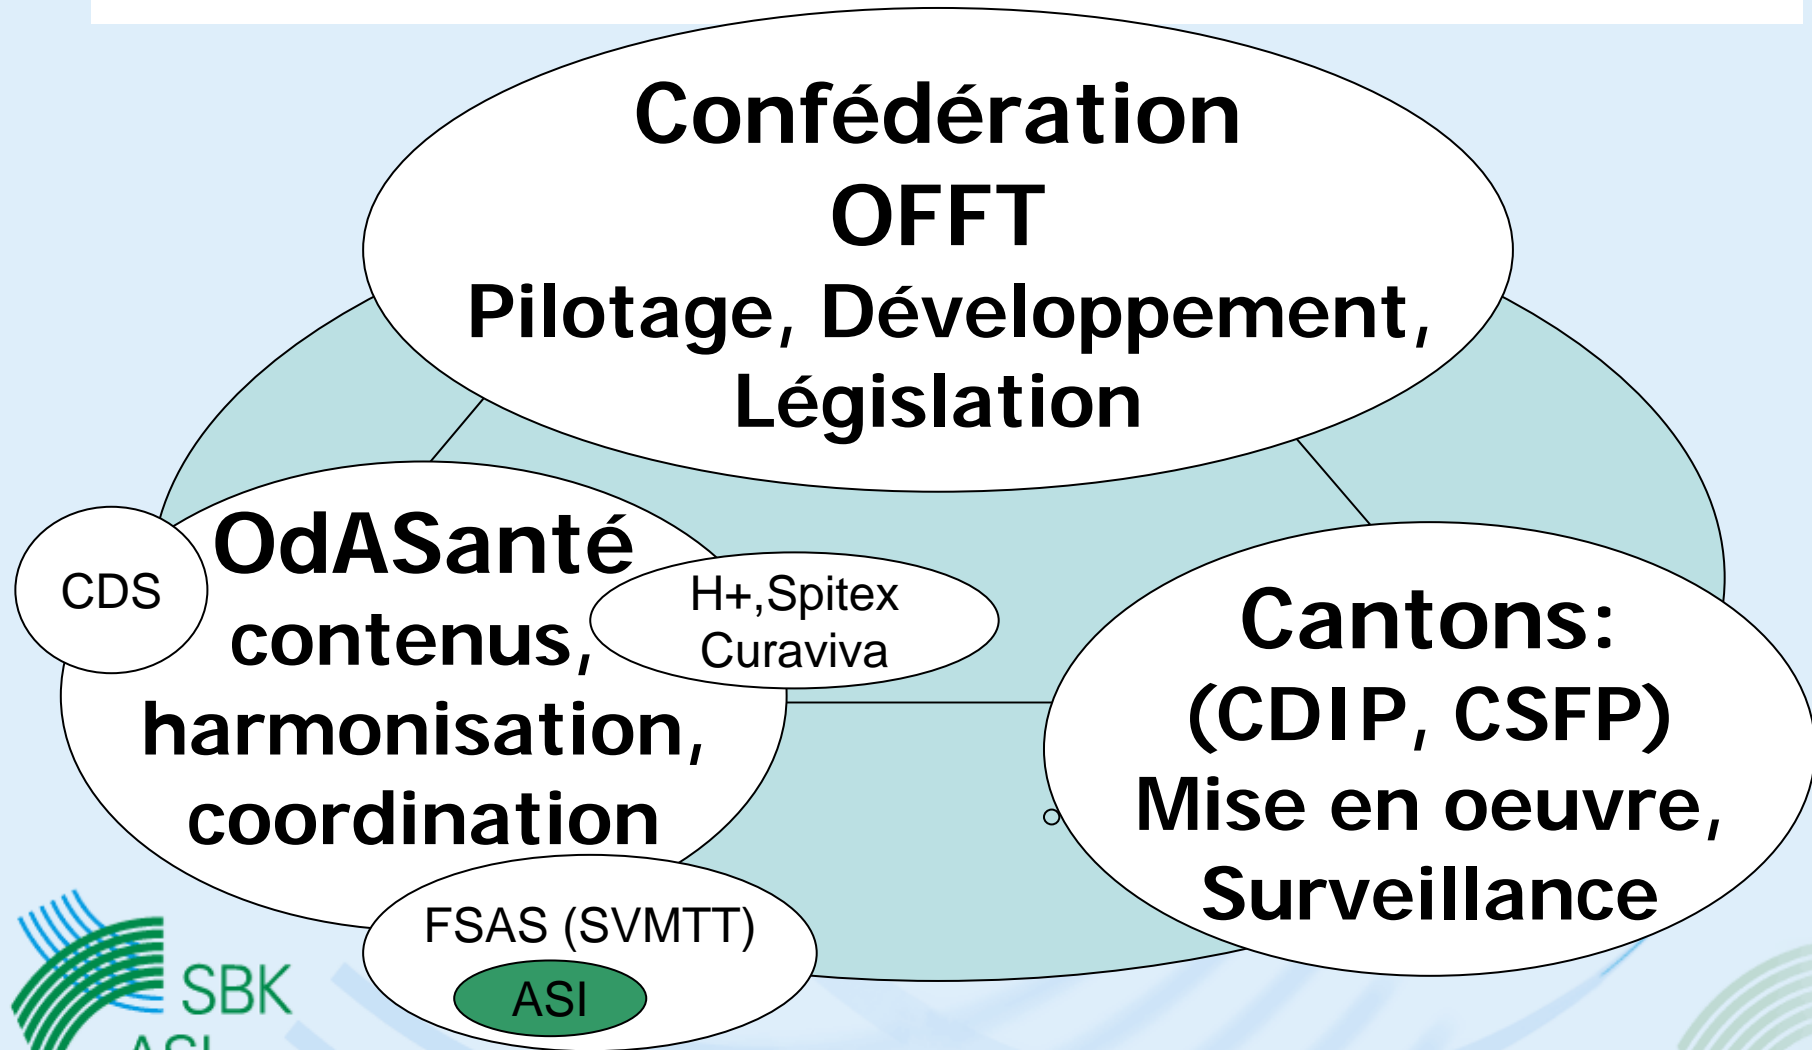 Confédération
OFFT
Pilotage, Développement,
Législation
OdASanté
contenus,
harmonisation,
coordination
CDS
H+,Spitex
Curaviva
Cantons:
(CDIP, CSFP)
Mise en oeuvre,
Surveillance
FSAS (SVMTT)
ASI
SBK
ASI